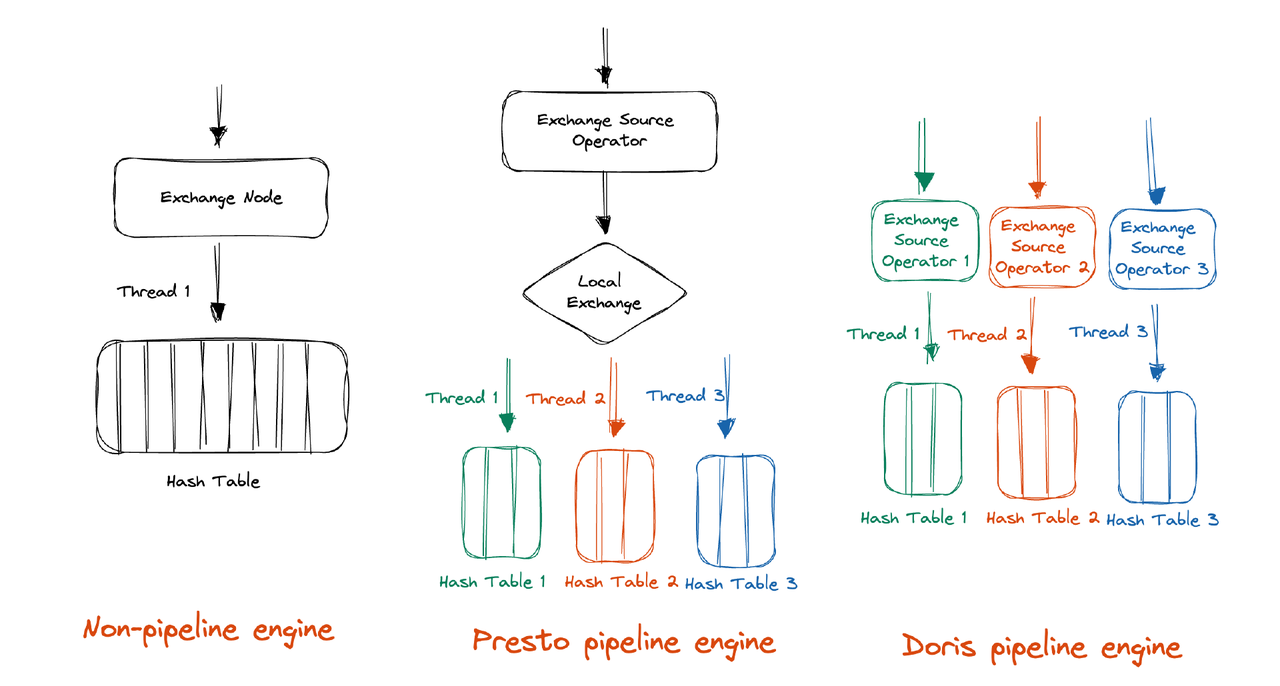 Exchange Node
Thread 1
Hash Table
Non-pipeline engine
Exchange Source
Operator
Local
Exchange
Thread 1
Thread 2
Thread 3
Hash Table 1
Hash Table 2
Hash Table 3
Presto pipeline engine
Exchange
Source
Operator 1
Exchange
Source
Operator 2
Exchange
Source
Operator 3
Thread 1
Thread 2
Thread 3
Hash Table 1
Hash Table 2
Hash Table 3
Doris pipeline engine